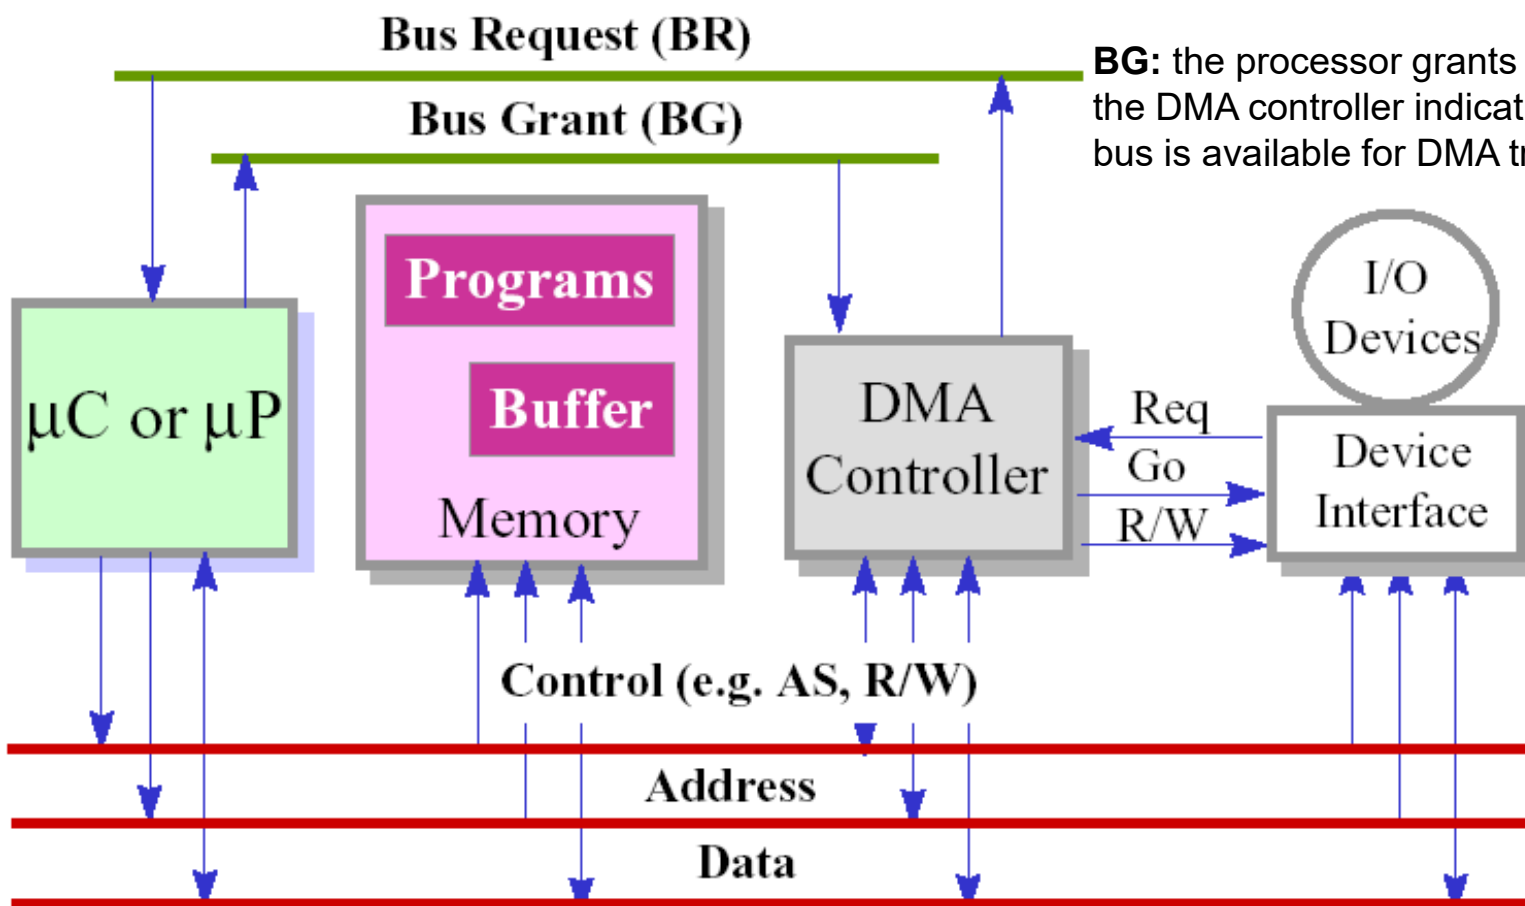 Bus Request (BR)
BG: the processor grants
the DMA controller indicat
bus is available for DMA tr
Bus Grant (BG)
Programs
Buffer
Memory
μC or μP
DMA
Controller
Req
Go
R/W
I/O
Devices
Device
Interface
Control (e.g. AS, R/W)
Address
Data